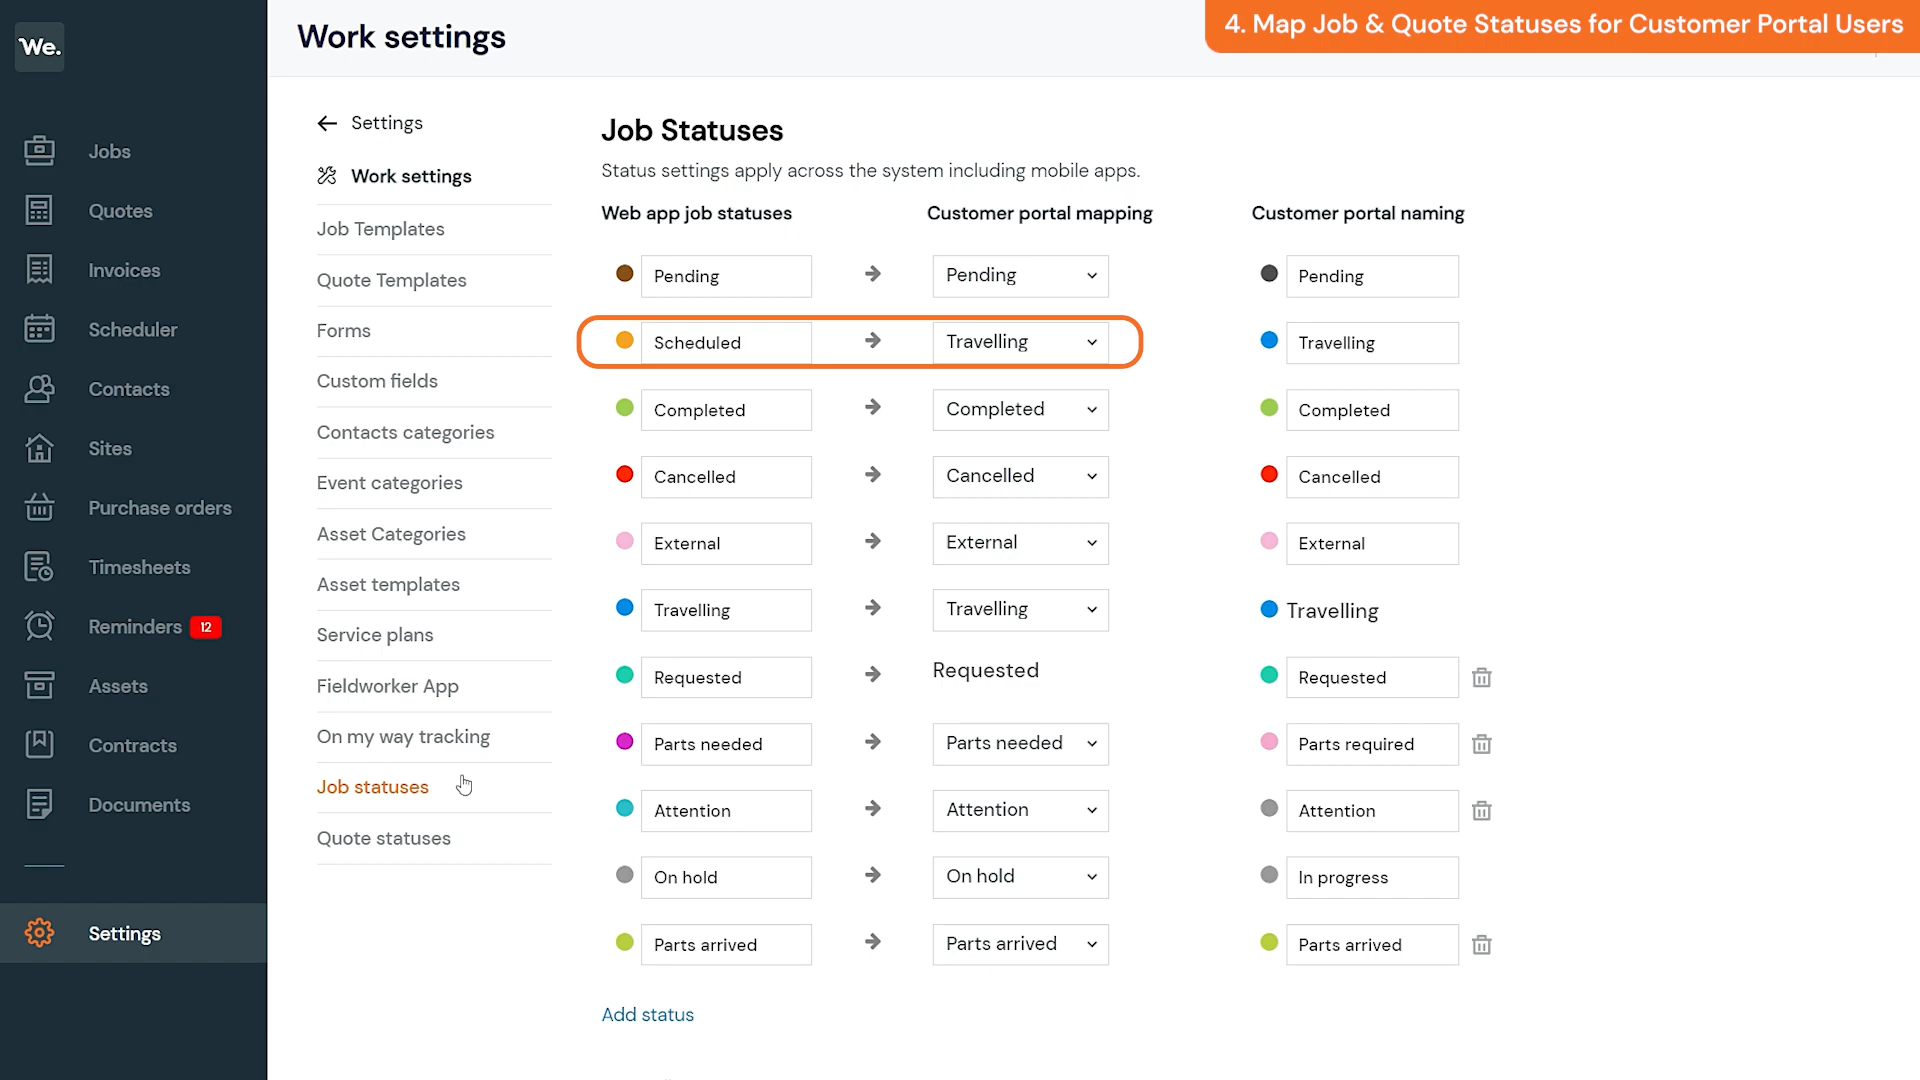 We.
Work settings
4. Map Job & Quote Statuses for Customer Portal Users
Jobs
Quotes
Invoices
Scheduler
Contacts
Sites
Purchase orders
Timesheets
Reminders 12
Assets
Contracts
Documents
Settings
Settings
Work settings
Job Templates
Quote Templates
Forms
Custom fields
Contacts categories
Event categories
Asset Categories
Asset templates
Service plans
Fieldworker App
On my way tracking
Job statuses
Quote statuses
Job Statuses
Status settings apply across the system including mobile apps.
Web app job statuses Customer portal mapping Customer portal naming
Pending Pending Pending
Scheduled Travelling Travelling
Completed Completed Completed
Cancelled Cancelled Cancelled
External External External
Travelling Travelling Travelling
Requested Requested Requested
Parts needed Parts needed Parts required
Attention Attention Attention
On hold On hold In progress
Parts arrived Parts arrived Parts arrived
Add status